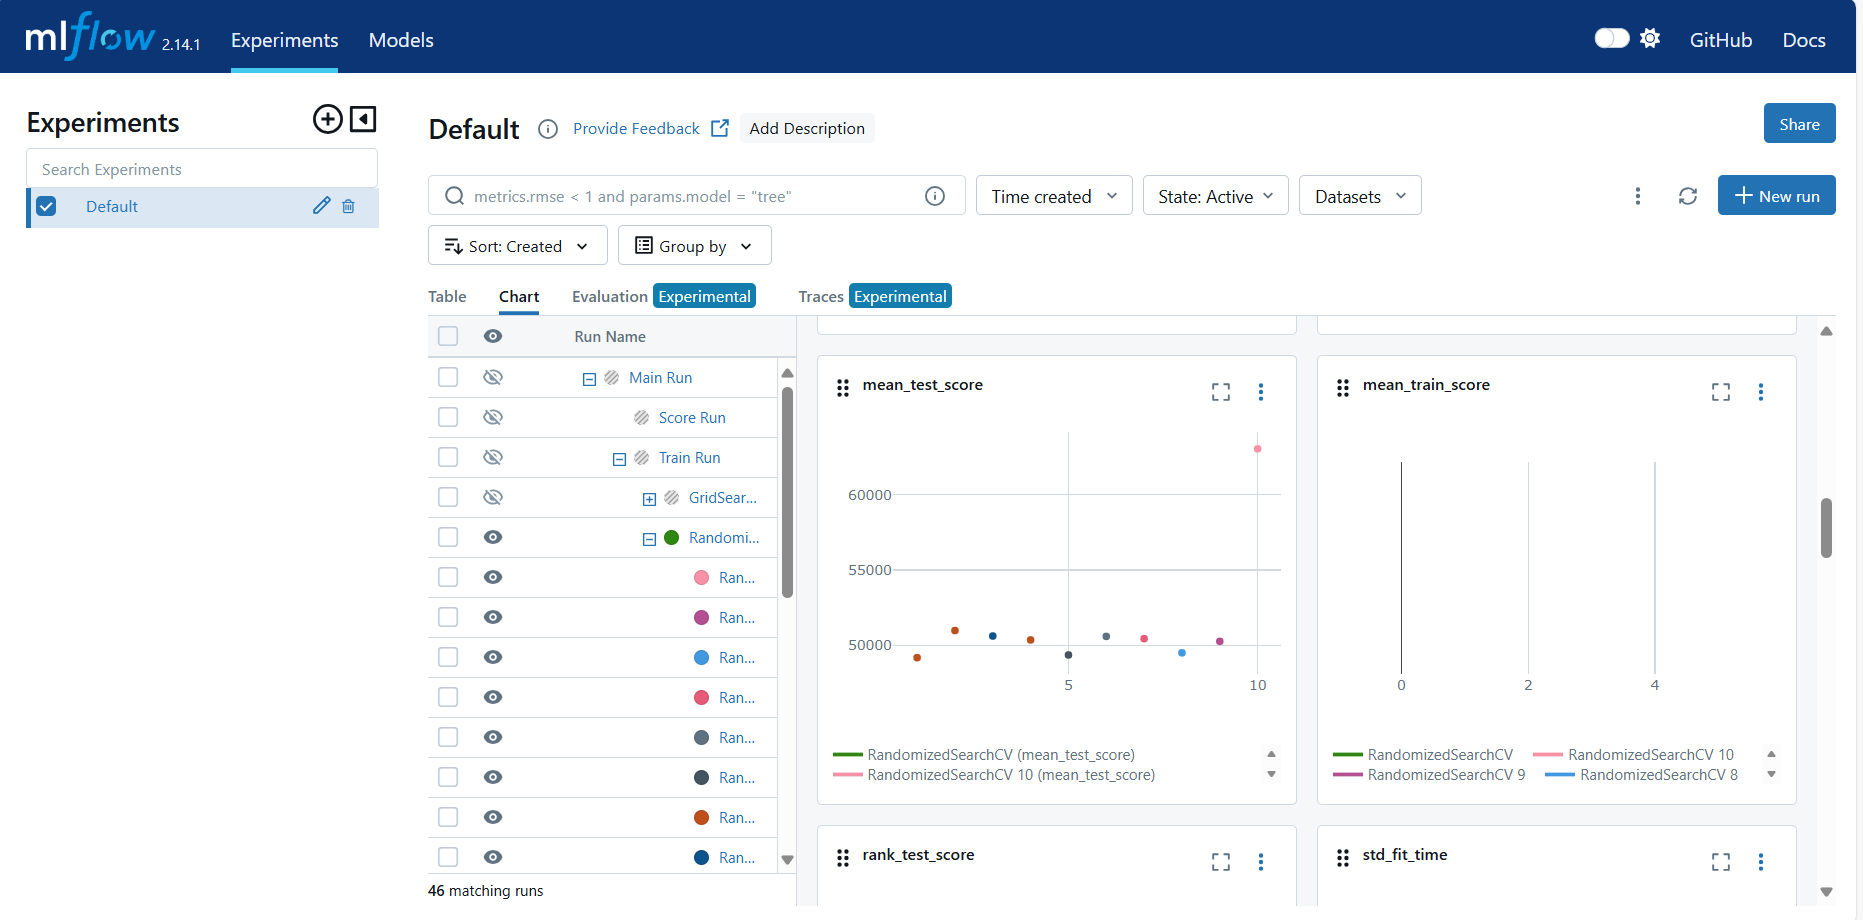 mlflow 2.14.1 Experiments Models GitHub Docs
Experiments
Search Experiments
Default
Default Provide Feedback Add Description Share
metrics.rmse < 1 and params.model = "tree" Time created State: Active Datasets New run
Sort: Created Group by
Table Chart Evaluation Experimental Traces Experimental
Run Name
Main Run
Score Run
Train Run
GridSear...
Randomi...
Ran...
Ran...
Ran...
Ran...
Ran...
Ran...
Ran...
Ran...
46 matching runs
mean_test_score
60000
55000
50000
5 10
RandomizedSearchCV (mean_test_score)
RandomizedSearchCV 10 (mean_test_score)
mean_train_score
0 2 4
RandomizedSearchCV RandomizedSearchCV 10
RandomizedSearchCV 9 RandomizedSearchCV 8
rank_test_score
std_fit_time